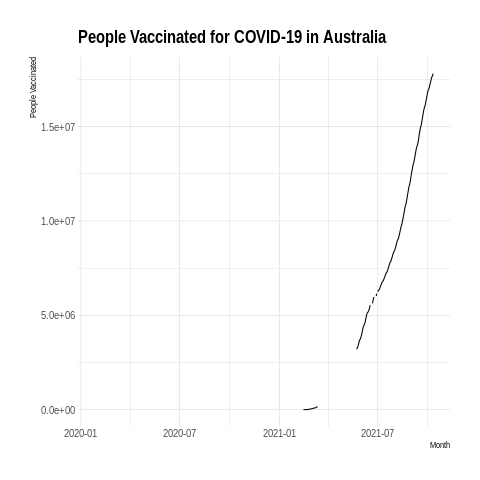 People Vaccinated for COVID-19 in Australia
People Vaccinated
1.5e+07
1.0e+07
5.0e+06
0.0e+00
2020-01 2020-07 2021-01 2021-07
Month